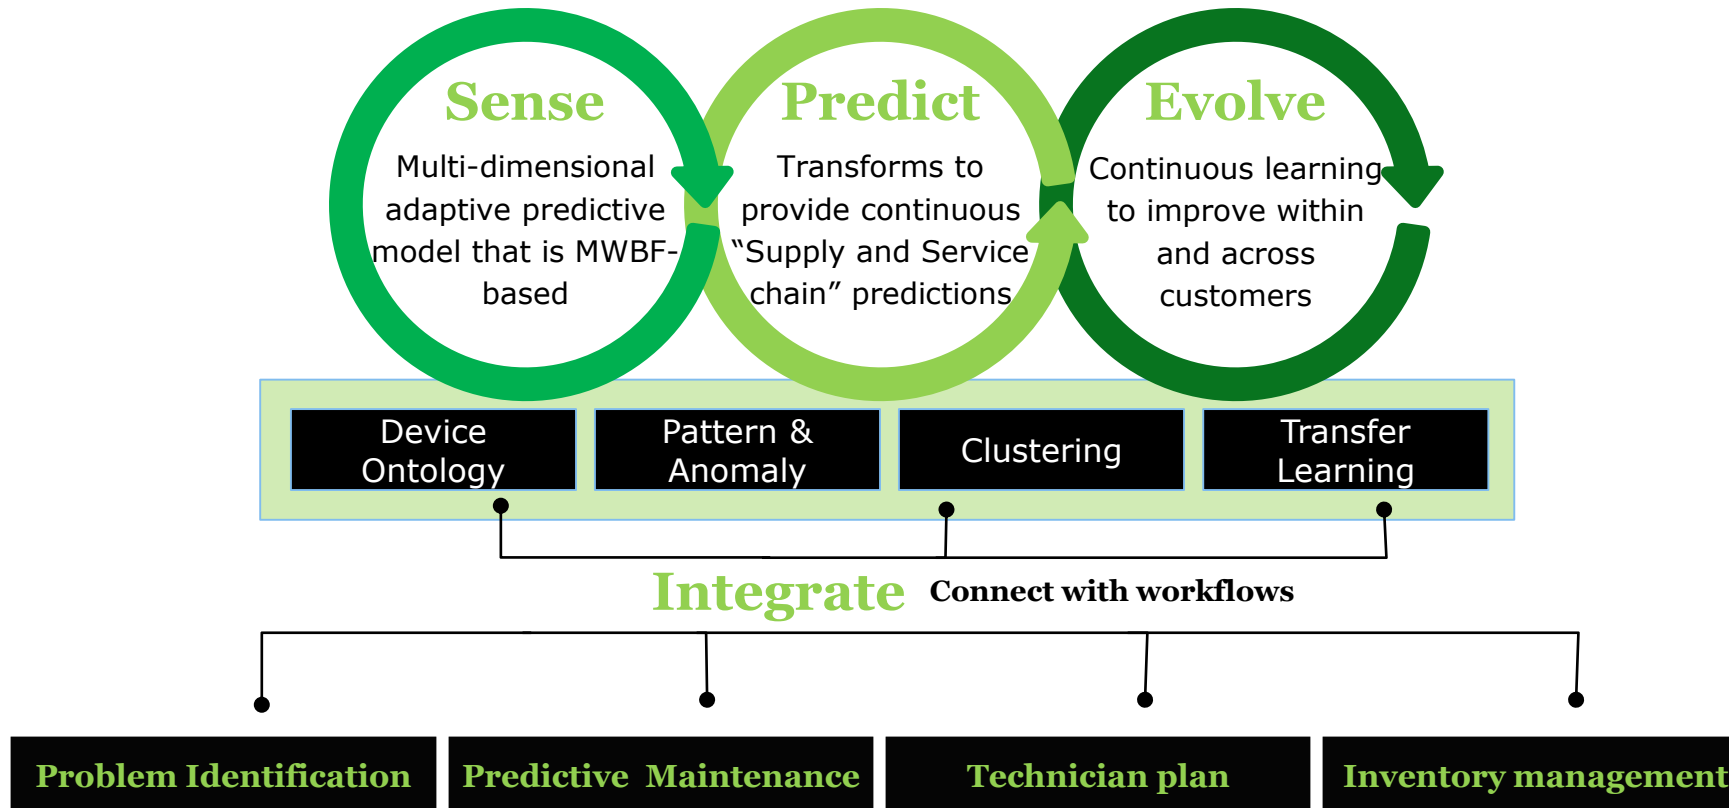 Sense
Multi-dimensional
adaptive predictive
model that is MWBF-
based
Predict
Transforms to
provide continuous
“Supply and Service
chain” predictions
Evolve
Continuous learning
to improve within
and across
customers
Device
Ontology
Pattern &
Anomaly
Clustering
Transfer
Learning
Integrate Connect with workflows
Problem Identification
Predictive Maintenance
Technician plan
Inventory management